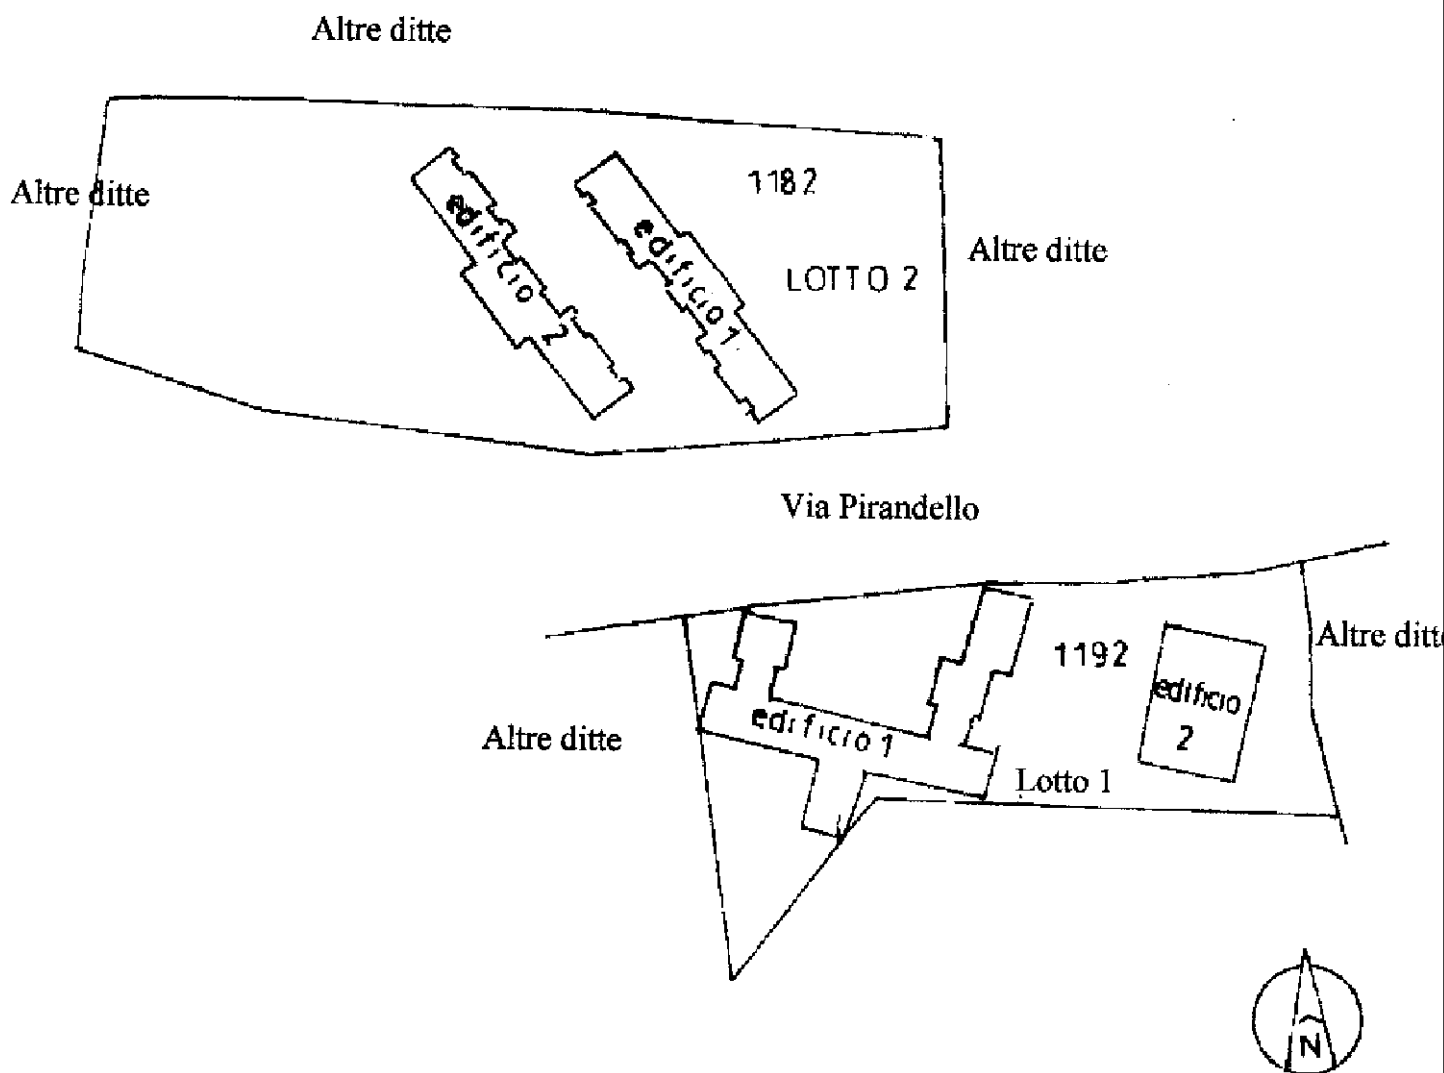 Altre ditte
Altre ditte
1182
edificio
2
edificio 1
LOTTO 2
Altre ditte
Via Pirandello
Altre ditte
1192
edificio
2
edificio 1
Altre ditte
Lotto 1
N